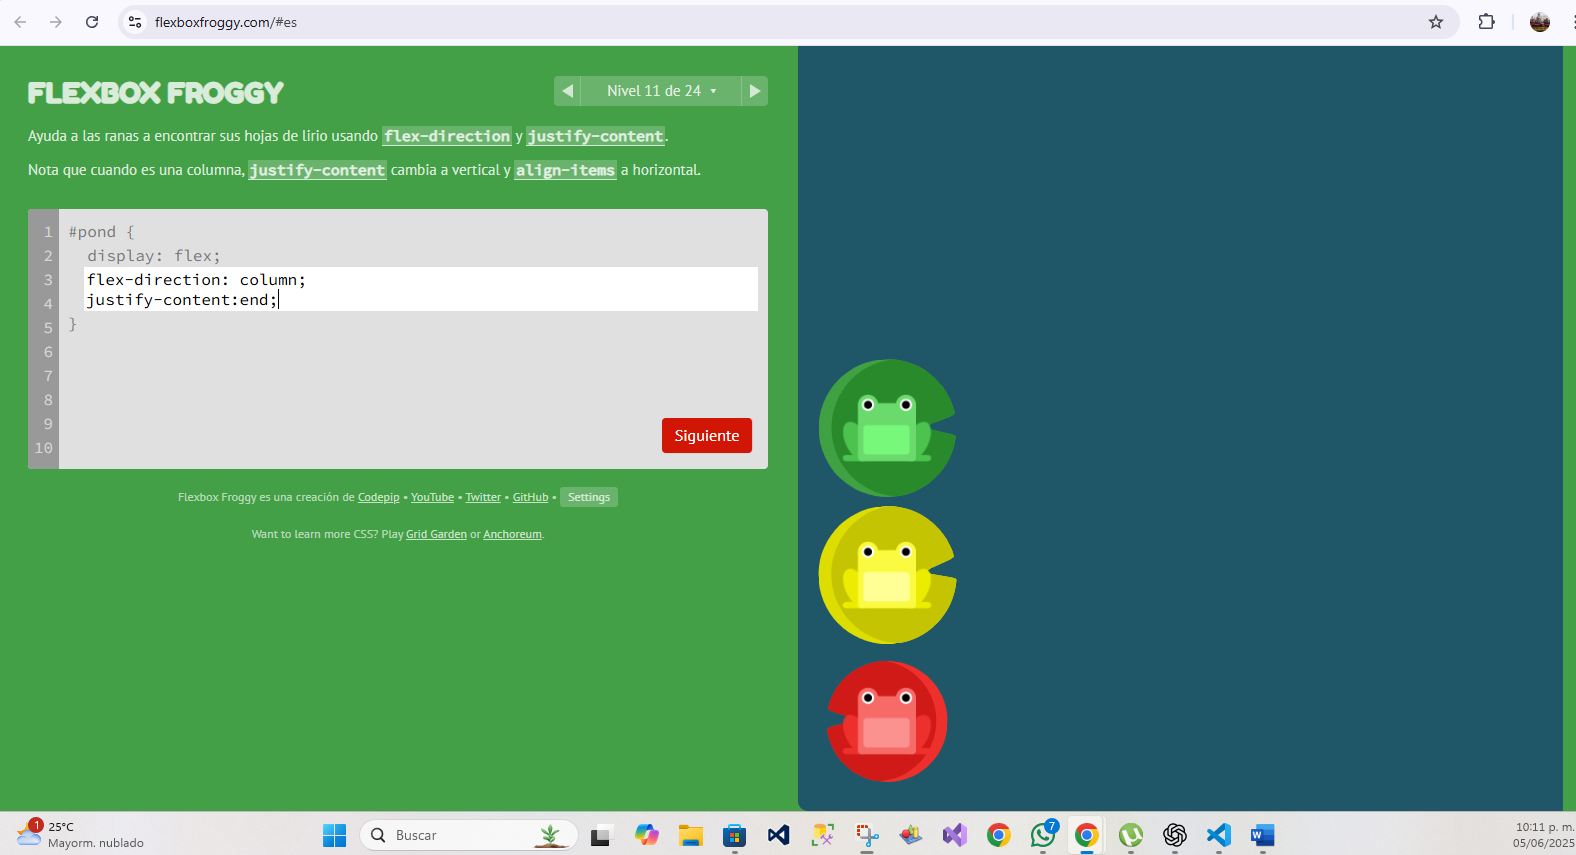 flexboxfroggy.com/#es
FLEXBOX FROGGY
Nivel 11 de 24
Ayuda a las ranas a encontrar sus hojas de lirio usando flex-direction y justify-content.
Nota que cuando es una columna, justify-content cambia a vertical y align-items a horizontal.
1 #pond {
2 display: flex;
3 flex-direction: column;
4 justify-content:end;
5 }
6
7
8
9
10
Siguiente
Flexbox Froggy es una creación de Codepip • YouTube • Twitter • GitHub • Settings
Want to learn more CSS? Play Grid Garden or Anchoreum.
1
25°C
Mayorm. nublado
Buscar
7
W
10:11 p. m.
05/06/2025